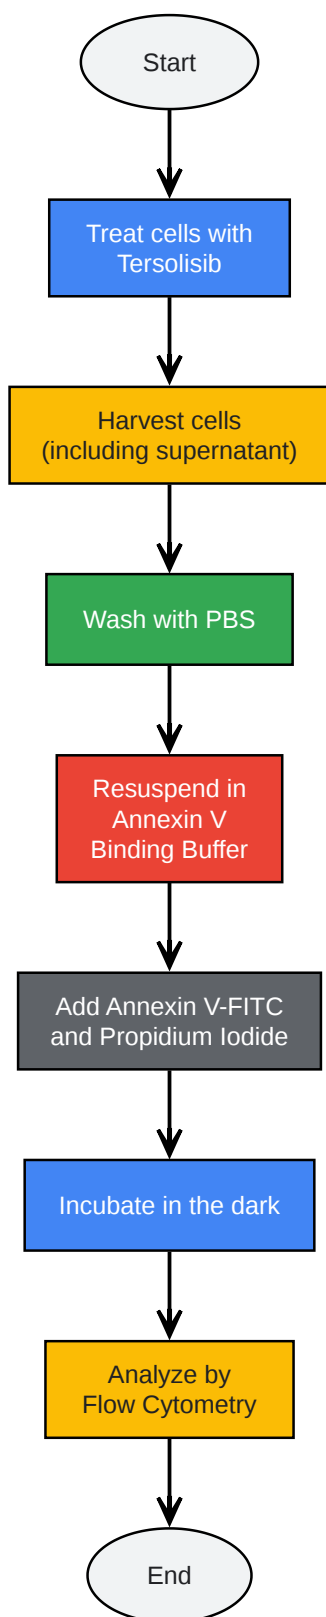 Start
Treat cells with
Tersolisib
Harvest cells
(including supernatant)
Wash with PBS
Resuspend in
Annexin V
Binding Buffer
Add Annexin V-FITC
and Propidium Iodide
Incubate in the dark
Analyze by
Flow Cytometry
End